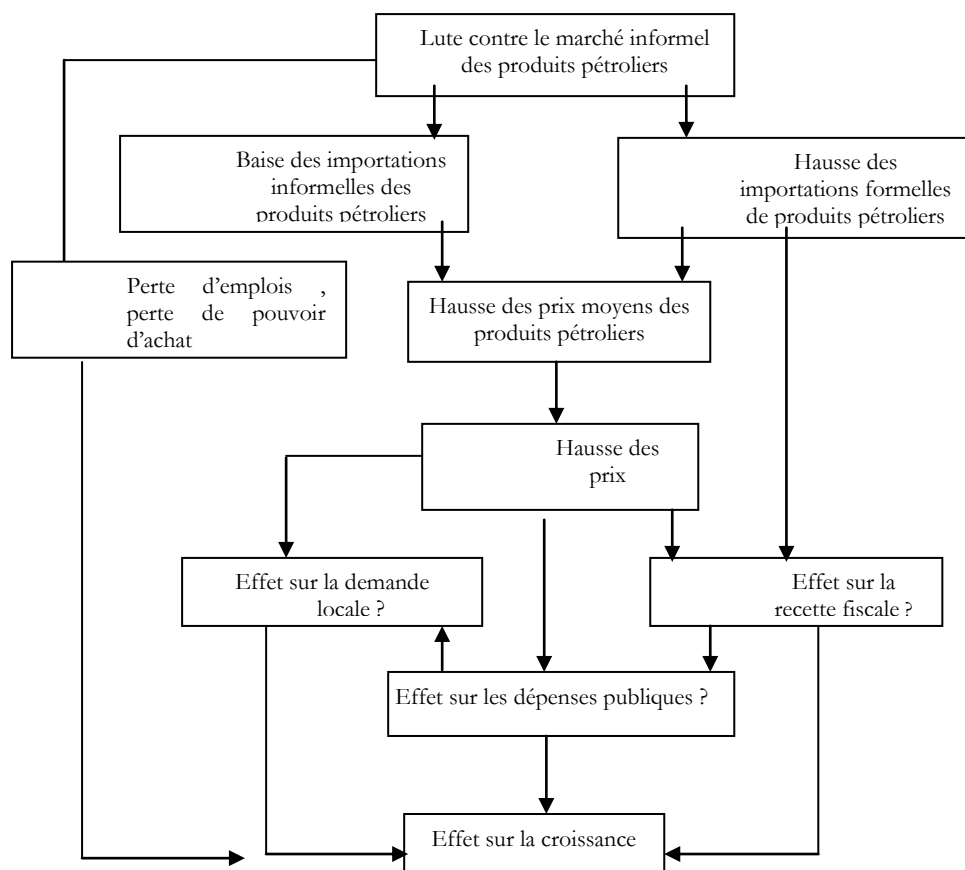 Lute contre le marché informel
des produits pétroliers
Baise des importations
informelles des
produits pétroliers
Hausse des
importations formelles
de produits pétroliers
Perte d’emplois ,
perte de pouvoir
d’achat
Hausse des prix moyens des
produits pétroliers
Hausse des
prix
Effet sur la demande
locale ?
Effet sur la
recette fiscale ?
Effet sur les dépenses publiques ?
Effet sur la croissance